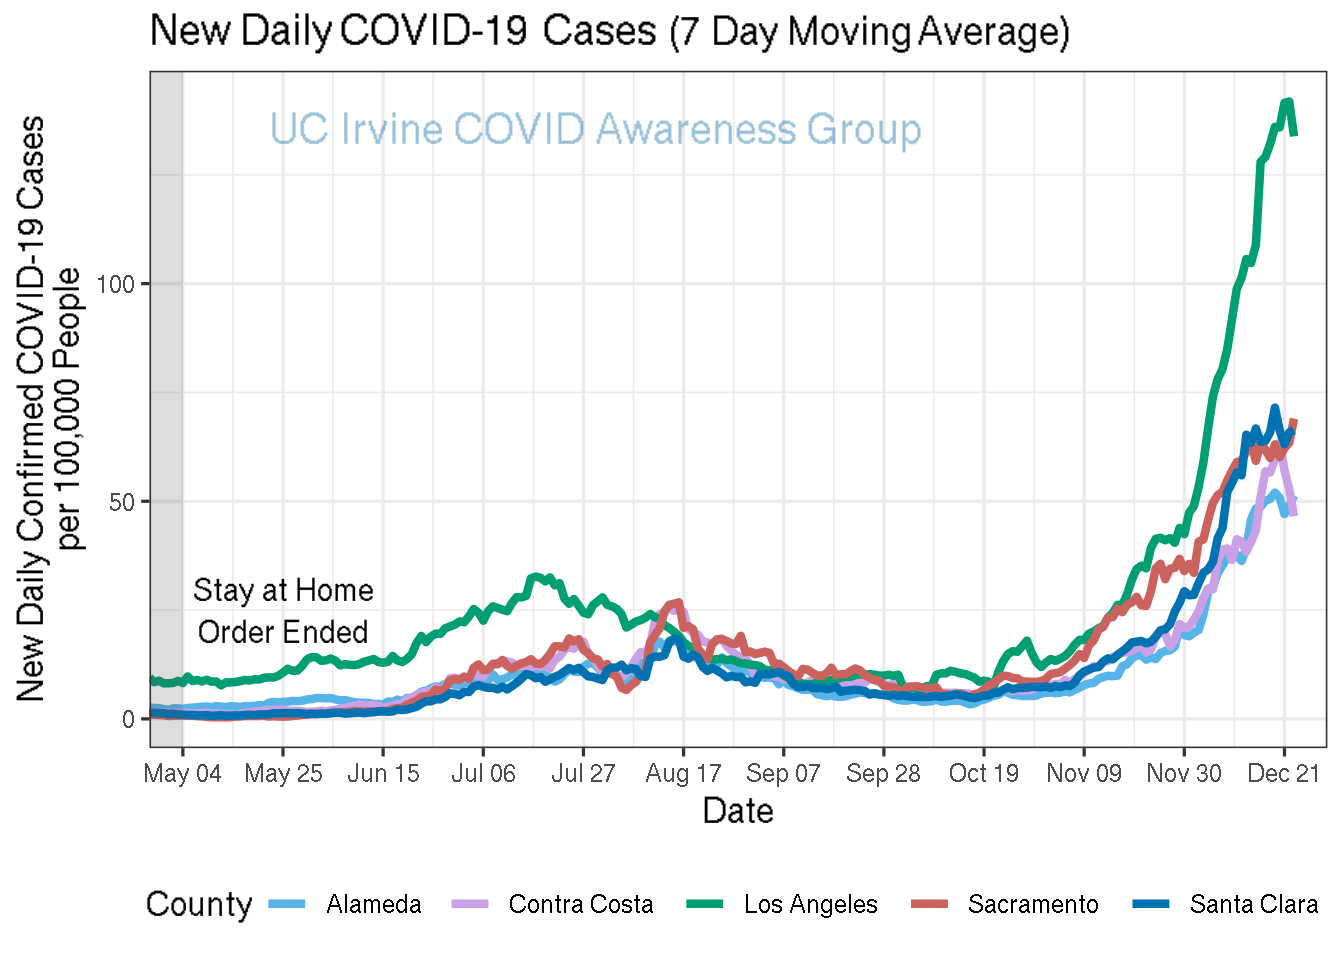 New Daily COVID-19 Cases (7 Day Moving Average)
UC Irvine COVID Awareness Group
New Daily Confirmed COVID-19 Cases
per 100,000 People
100
50
0
Stay at Home
Order Ended
May 04 May 25 Jun 15 Jul 06 Jul 27 Aug 17 Sep 07 Sep 28 Oct 19 Nov 09 Nov 30 Dec 21
Date
County Alameda Contra Costa Los Angeles Sacramento Santa Clara